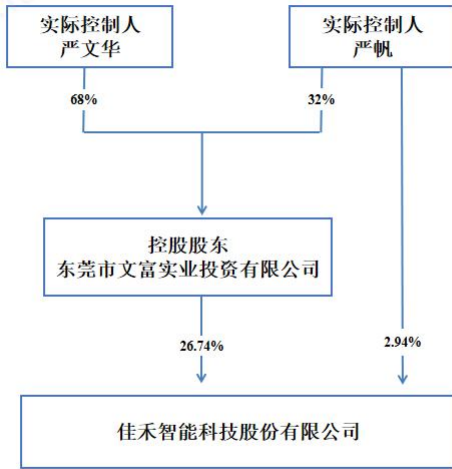 实际控制人
严文华
实际控制人
严帆
68%
32%
控股股东
东莞市文富实业投资有限公司
26.74%
2.94%
佳禾智能科技股份有限公司